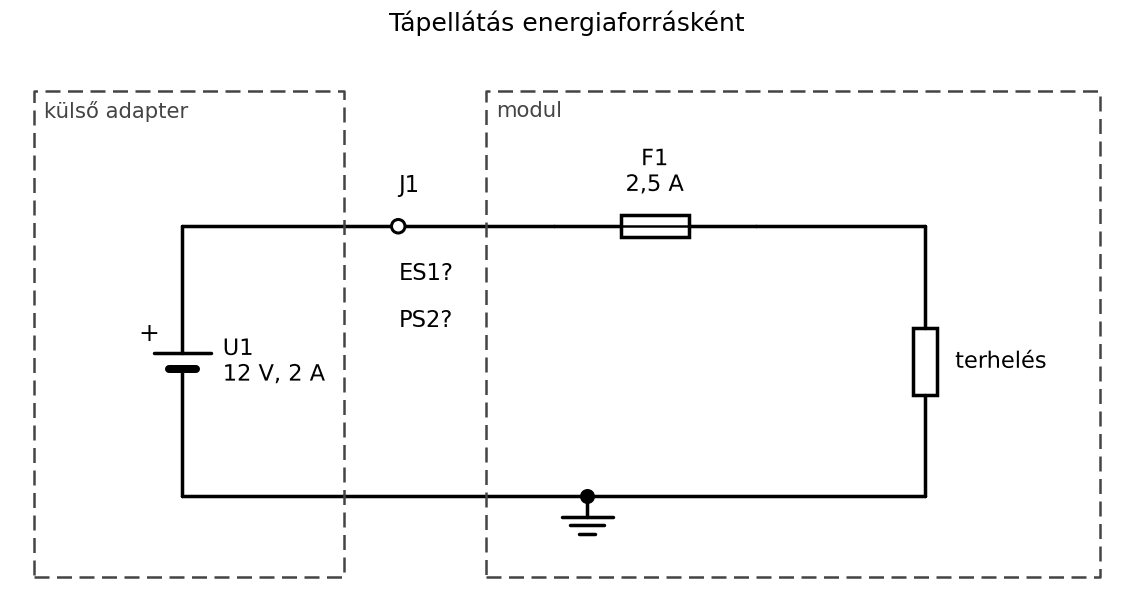 Tápellátás energiaforrásként
külső adapter
modul
J1
F1
2,5 A
ES1?
PS2?
+
U1
12 V, 2 A
terhelés